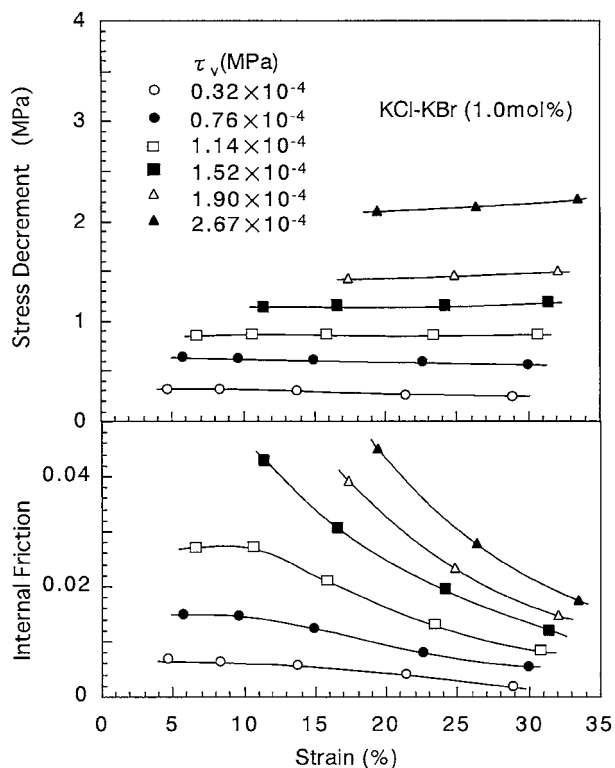 4
3
2
1
0
Stress Decrement (MPa)
τv(MPa)
0.32×10-4
0.76×10-4
1.14×10-4
1.52×10-4
1.90×10-4
2.67×10-4
KCl-KBr (1.0mol%)
0.04
0.02
0
Internal Friction
0 5 10 15 20 25 30 35
Strain (%)